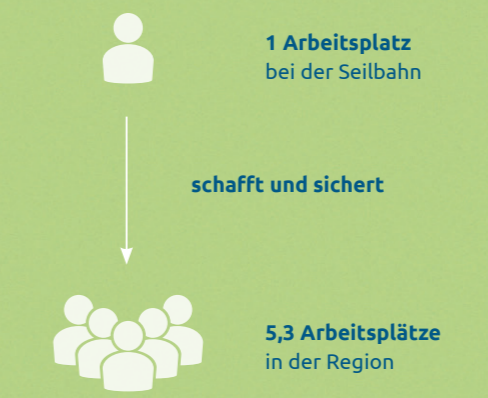 1 Arbeitsplatz
bei der Seilbahn
schafft und sichert
5,3 Arbeitsplätze
in der Region